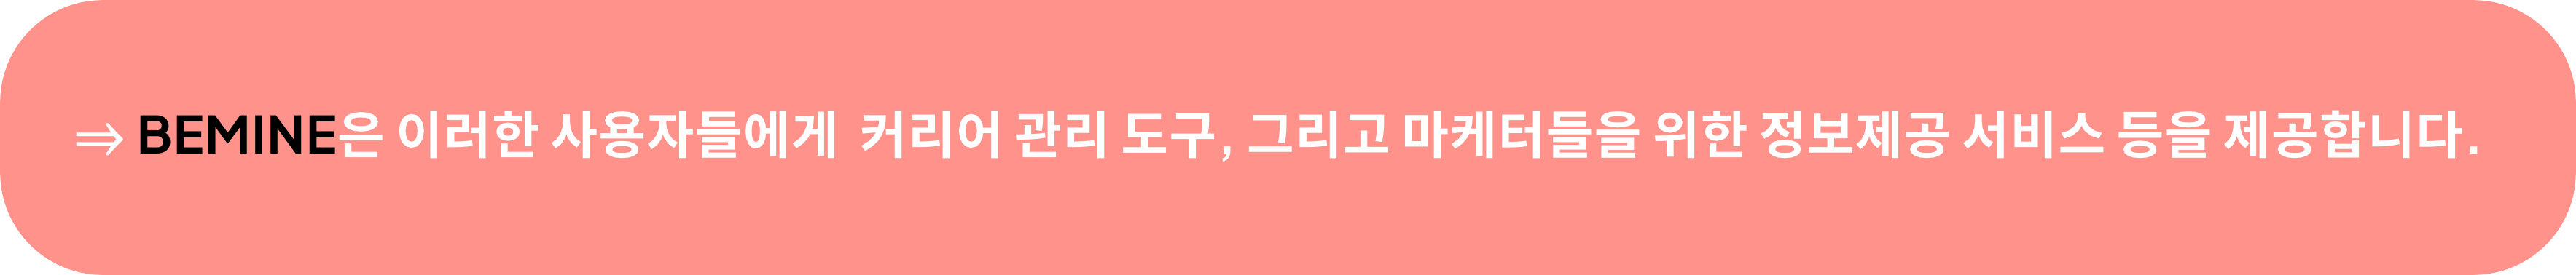 ⇒ BEMINE은 이러한 사용자들에게  커리어 관리 도구, 그리고 마케터들을 위한 정보제공 서비스 등을 제공합니다.